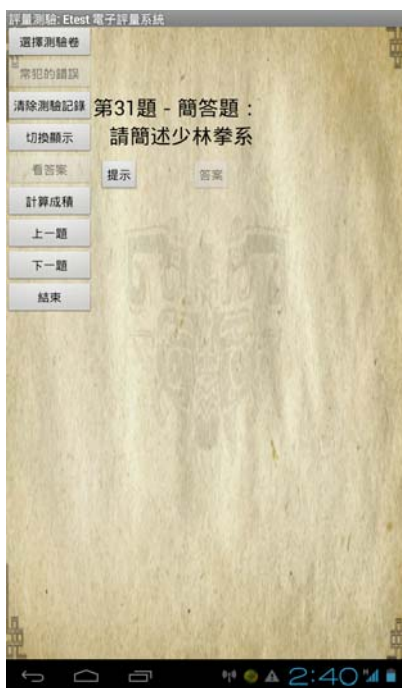 評量測驗: Etest 電子評量系統
選擇測驗卷
常犯的錯誤
清除測驗記錄
切換顯示
看答案
計算成積
上一題
下一題
結束
第31題 - 簡答題：
請簡述少林拳系
提示
答案
2:40
H